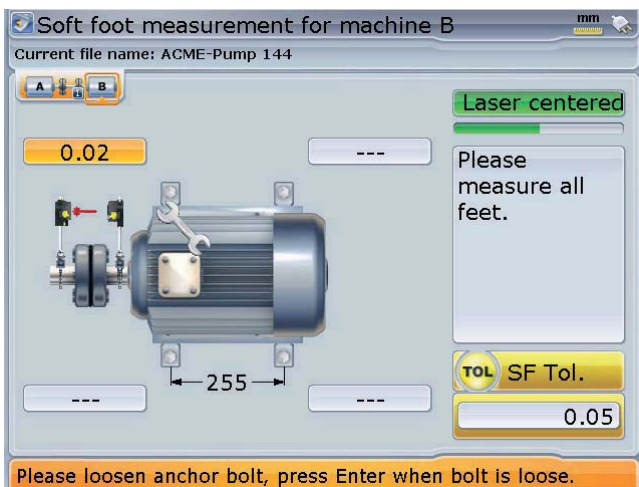 Soft foot measurement for machine B
mm
Current file name: ACME-Pump 144
A
B
Laser centered
0.02
---
Please
measure all
feet.
255
---
---
TOL SF Tol.
0.05
Please loosen anchor bolt, press Enter when bolt is loose.